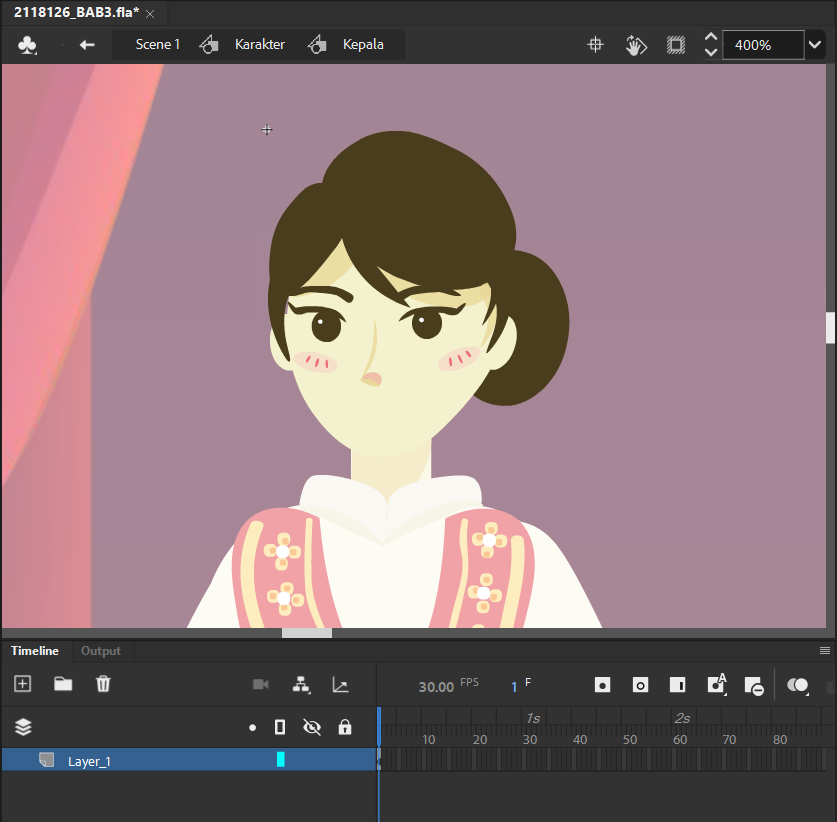 2118126_BAB3.fla*
Scene 1 Karakter Kepala 400%
Timeline Output
30.00 FPS 1 F
1s 2s
10 20 30 40 50 60 70 80
Layer_1